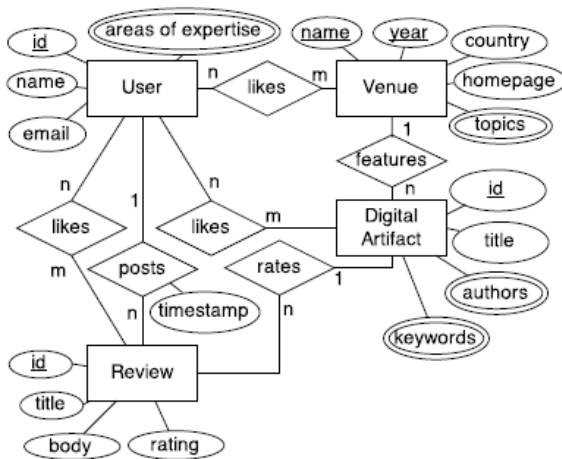 areas of expertise
id
name
email
User
n
likes
m
Venue
name
year
country
homepage
topics
1
features
n
Digital
Artifact
id
title
authors
keywords
n
likes
m
1
posts
timestamp
n
n
likes
m
rates
1
n
Review
id
title
body
rating